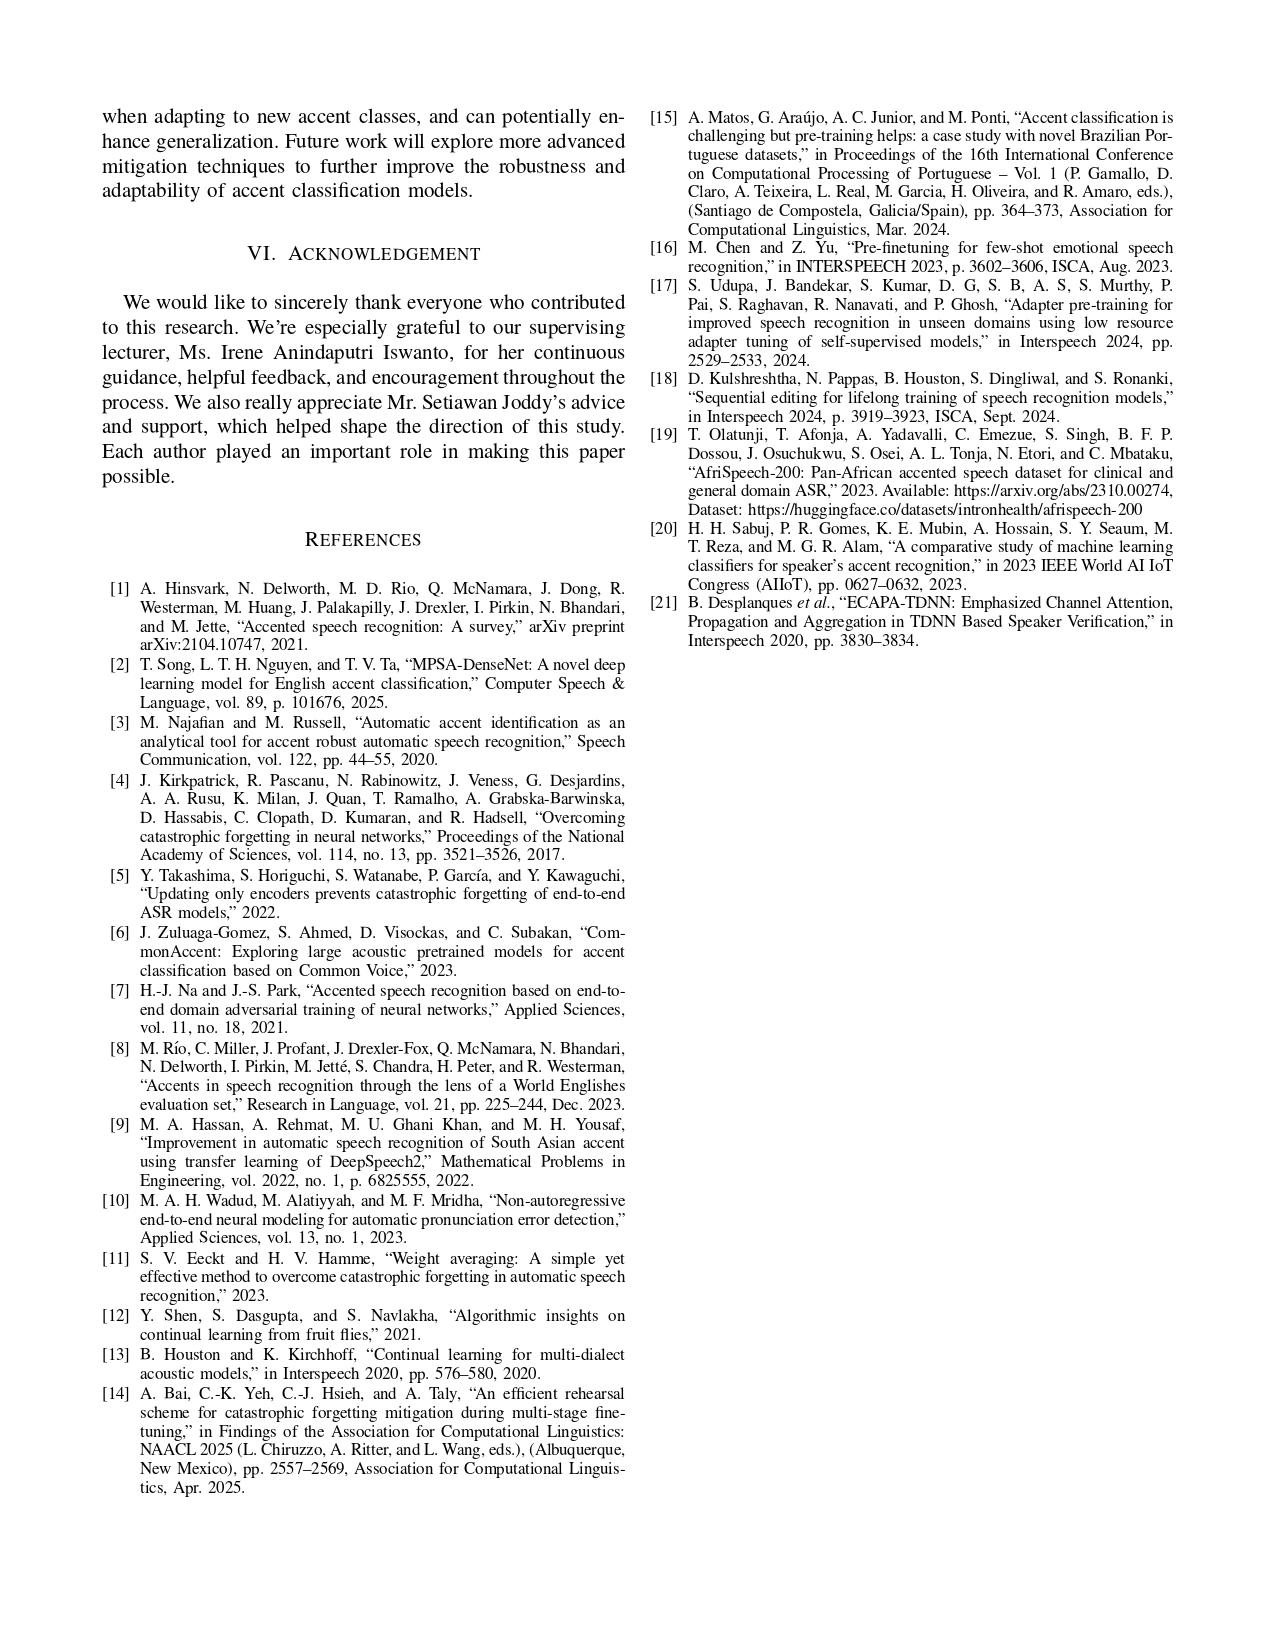 when adapting to new accent classes, and can potentially en-
hance generalization. Future work will explore more advanced
mitigation techniques to further improve the robustness and
adaptability of accent classification models.
VI. ACKNOWLEDGEMENT
We would like to sincerely thank everyone who contributed
to this research. We’re especially grateful to our supervising
lecturer, Ms. Irene Anindaputri Iswanto, for her continuous
guidance, helpful feedback, and encouragement throughout the
process. We also really appreciate Mr. Setiawan Joddy’s advice
and support, which helped shape the direction of this study.
Each author played an important role in making this paper
possible.
REFERENCES
[1] A. Hinsvark, N. Delworth, M. D. Rio, Q. McNamara, J. Dong, R.
Westerman, M. Huang, J. Palakapilly, J. Drexler, I. Pirkin, N. Bhandari,
and M. Jette, “Accented speech recognition: A survey,” arXiv preprint
arXiv:2104.10747, 2021.
[2] T. Song, L. T. H. Nguyen, and T. V. Ta, “MPSA-DenseNet: A novel deep
learning model for English accent classification,” Computer Speech &
Language, vol. 89, p. 101676, 2025.
[3] M. Najafian and M. Russell, “Automatic accent identification as an
analytical tool for accent robust automatic speech recognition,” Speech
Communication, vol. 122, pp. 44–55, 2020.
[4] J. Kirkpatrick, R. Pascanu, N. Rabinowitz, J. Veness, G. Desjardins,
A. A. Rusu, K. Milan, J. Quan, T. Ramalho, A. Grabska-Barwinska,
D. Hassabis, C. Clopath, D. Kumaran, and R. Hadsell, “Overcoming
catastrophic forgetting in neural networks,” Proceedings of the National
Academy of Sciences, vol. 114, no. 13, pp. 3521–3526, 2017.
[5] Y. Takashima, S. Horiguchi, S. Watanabe, P. García, and Y. Kawaguchi,
“Updating only encoders prevents catastrophic forgetting of end-to-end
ASR models,” 2022.
[6] J. Zuluaga-Gomez, S. Ahmed, D. Visockas, and C. Subakan, “Com-
monAccent: Exploring large acoustic pretrained models for accent
classification based on Common Voice,” 2023.
[7] H.-J. Na and J.-S. Park, “Accented speech recognition based on end-to-
end domain adversarial training of neural networks,” Applied Sciences,
vol. 11, no. 18, 2021.
[8] M. Río, C. Miller, J. Profant, J. Drexler-Fox, Q. McNamara, N. Bhandari,
N. Delworth, I. Pirkin, M. Jetté, S. Chandra, H. Peter, and R. Westerman,
“Accents in speech recognition through the lens of a World Englishes
evaluation set,” Research in Language, vol. 21, pp. 225–244, Dec. 2023.
[9] M. A. Hassan, A. Rehmat, M. U. Ghani Khan, and M. H. Yousaf,
“Improvement in automatic speech recognition of South Asian accent
using transfer learning of DeepSpeech2,” Mathematical Problems in
Engineering, vol. 2022, no. 1, p. 6825555, 2022.
[10] M. A. H. Wadud, M. Alatiyyah, and M. F. Mridha, “Non-autoregressive
end-to-end neural modeling for automatic pronunciation error detection,”
Applied Sciences, vol. 13, no. 1, 2023.
[11] S. V. Eeckt and H. V. Hamme, “Weight averaging: A simple yet
effective method to overcome catastrophic forgetting in automatic speech
recognition,” 2023.
[12] Y. Shen, S. Dasgupta, and S. Navlakha, “Algorithmic insights on
continual learning from fruit flies,” 2021.
[13] B. Houston and K. Kirchhoff, “Continual learning for multi-dialect
acoustic models,” in Interspeech 2020, pp. 576–580, 2020.
[14] A. Bai, C.-K. Yeh, C.-J. Hsieh, and A. Taly, “An efficient rehearsal
scheme for catastrophic forgetting mitigation during multi-stage fine-
tuning,” in Findings of the Association for Computational Linguistics:
NAACL 2025 (L. Chiruzzo, A. Ritter, and L. Wang, eds.), (Albuquerque,
New Mexico), pp. 2557–2569, Association for Computational Linguis-
tics, Apr. 2025.
[15] A. Matos, G. Araújo, A. C. Junior, and M. Ponti, “Accent classification is
challenging but pre-training helps: a case study with novel Brazilian Por-
tuguese datasets,” in Proceedings of the 16th International Conference
on Computational Processing of Portuguese – Vol. 1 (P. Gamallo, D.
Claro, A. Teixeira, L. Real, M. Garcia, H. Oliveira, and R. Amaro, eds.),
(Santiago de Compostela, Galicia/Spain), pp. 364–373, Association for
Computational Linguistics, Mar. 2024.
[16] M. Chen and Z. Yu, “Pre-finetuning for few-shot emotional speech
recognition,” in INTERSPEECH 2023, p. 3602–3606, ISCA, Aug. 2023.
[17] S. Udupa, J. Bandekar, S. Kumar, D. G, S. B, A. S, S. Murthy, P.
Pai, S. Raghavan, R. Nanavati, and P. Ghosh, “Adapter pre-training for
improved speech recognition in unseen domains using low resource
adapter tuning of self-supervised models,” in Interspeech 2024, pp.
2529–2533, 2024.
[18] D. Kulshreshtha, N. Pappas, B. Houston, S. Dingliwal, and S. Ronanki,
“Sequential editing for lifelong training of speech recognition models,”
in Interspeech 2024, p. 3919–3923, ISCA, Sept. 2024.
[19] T. Olatunji, T. Afonja, A. Yadavalli, C. Emezue, S. Singh, B. F. P.
Dossou, J. Osuchukwu, S. Osei, A. L. Tonja, N. Etori, and C. Mbataku,
“AfriSpeech-200: Pan-African accented speech dataset for clinical and
general domain ASR,” 2023. Available: https://arxiv.org/abs/2310.00274,
Dataset: https://huggingface.co/datasets/intronhealth/afrispeech-200
[20] H. H. Sabuj, P. R. Gomes, K. E. Mubin, A. Hossain, S. Y. Seaum, M.
T. Reza, and M. G. R. Alam, “A comparative study of machine learning
classifiers for speaker’s accent recognition,” in 2023 IEEE World AI IoT
Congress (AIIoT), pp. 0627–0632, 2023.
[21] B. Desplanques et al., “ECAPA-TDNN: Emphasized Channel Attention,
Propagation and Aggregation in TDNN Based Speaker Verification,” in
Interspeech 2020, pp. 3830–3834.